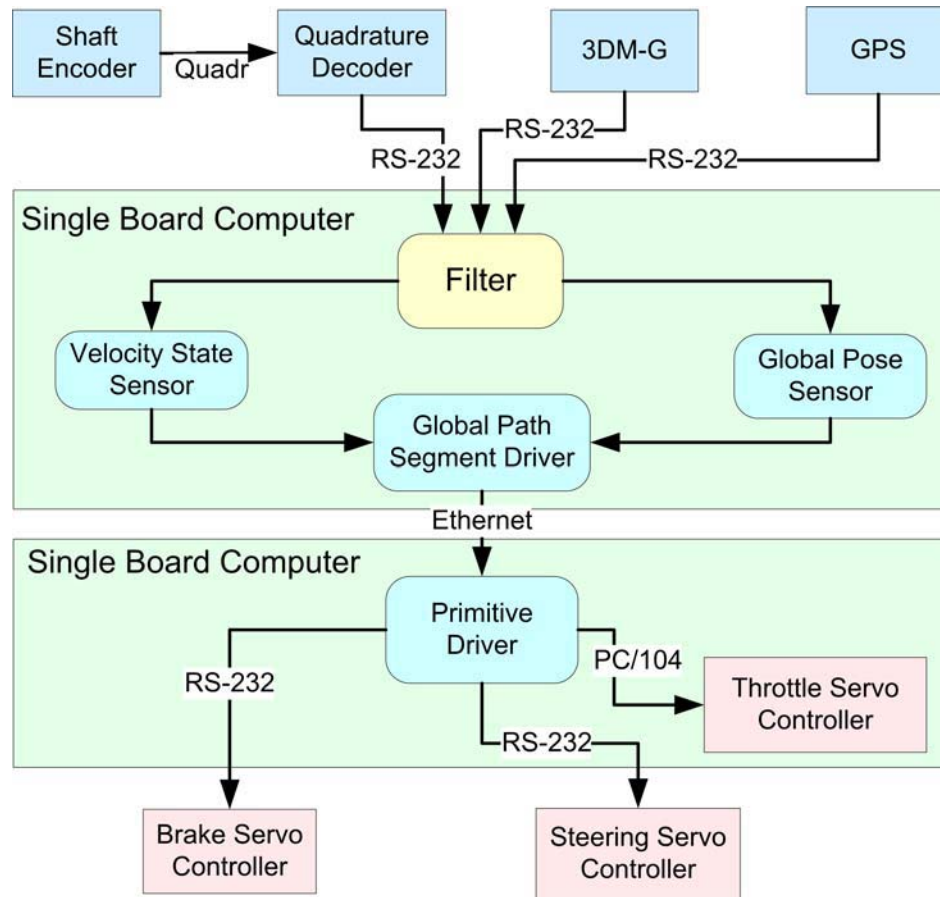 Shaft
Encoder
Quadr
Quadrature
Decoder
3DM-G
GPS
RS-232
RS-232
RS-232
Single Board Computer
Filter
Velocity State
Sensor
Global Pose
Sensor
Global Path
Segment Driver
Ethernet
Single Board Computer
Primitive
Driver
RS-232
PC/104
Throttle Servo
Controller
RS-232
Brake Servo
Controller
Steering Servo
Controller